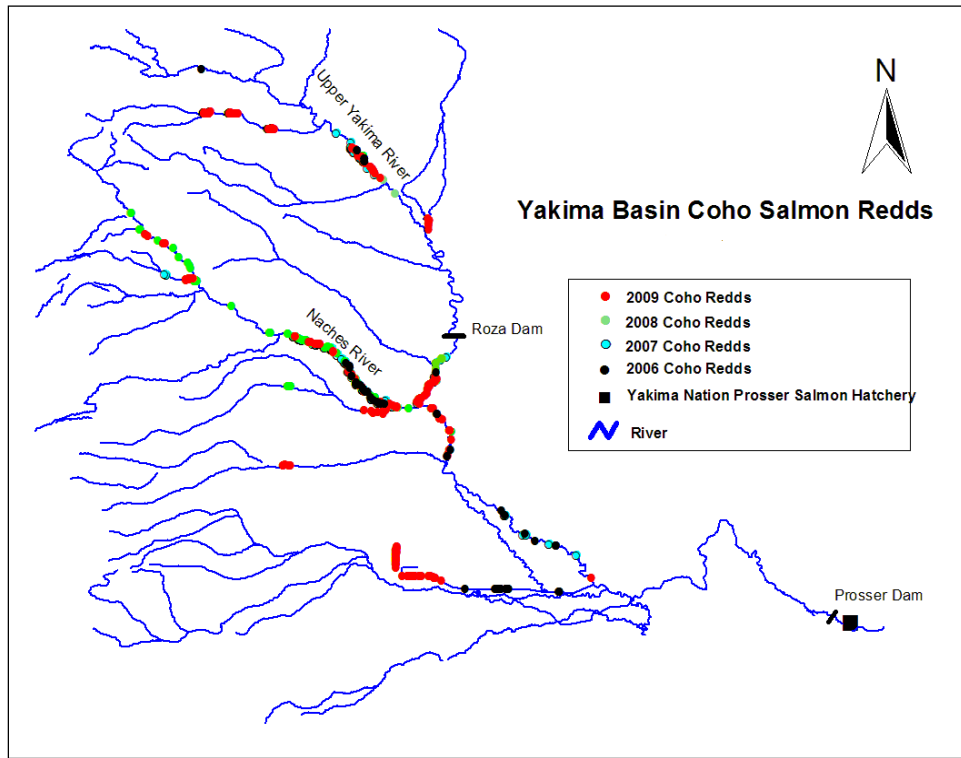 N
Upper Yakima River
Yakima Basin Coho Salmon Redds
2009 Coho Redds
2008 Coho Redds
2007 Coho Redds
2006 Coho Redds
Yakima Nation Prosser Salmon Hatchery
River
Roza Dam
Naches River
Prosser Dam